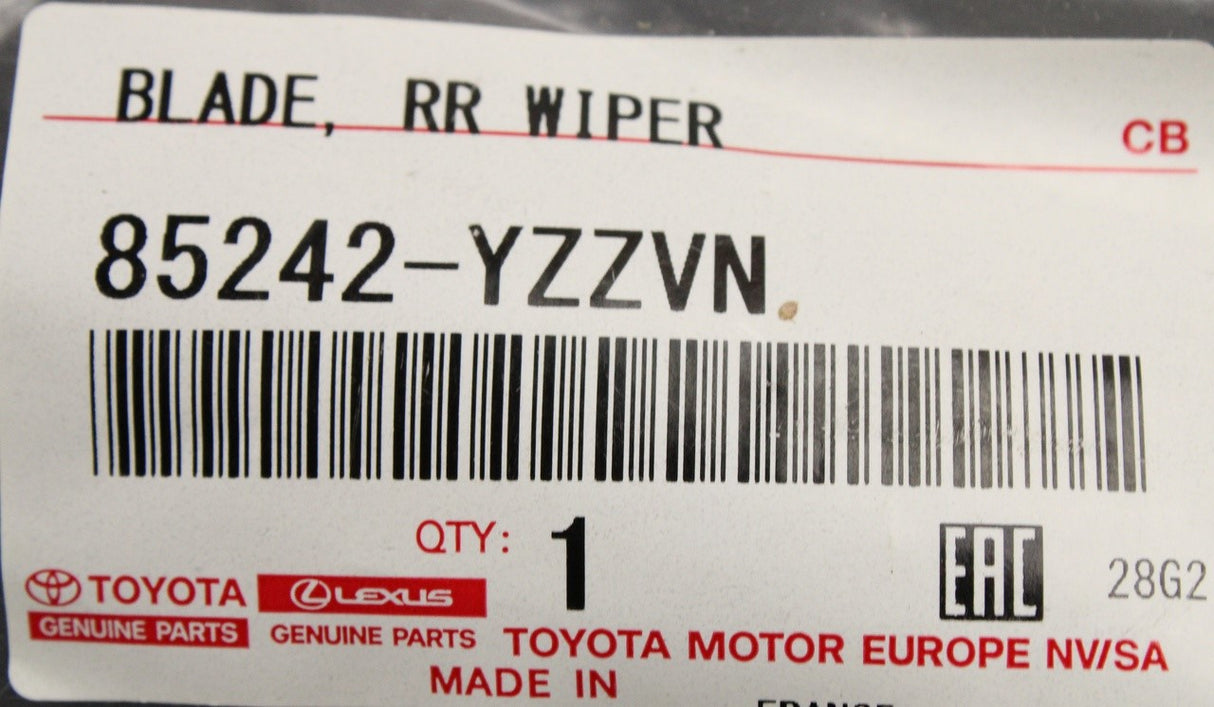 BLADE, RR WIPER
CB
85242-YZZVN
QTY: 1
EAC
28G2
TOYOTA
GENUINE PARTS
LEXUS
GENUINE PARTS
TOYOTA MOTOR EUROPE NV/SA
MADE IN
FRANCE